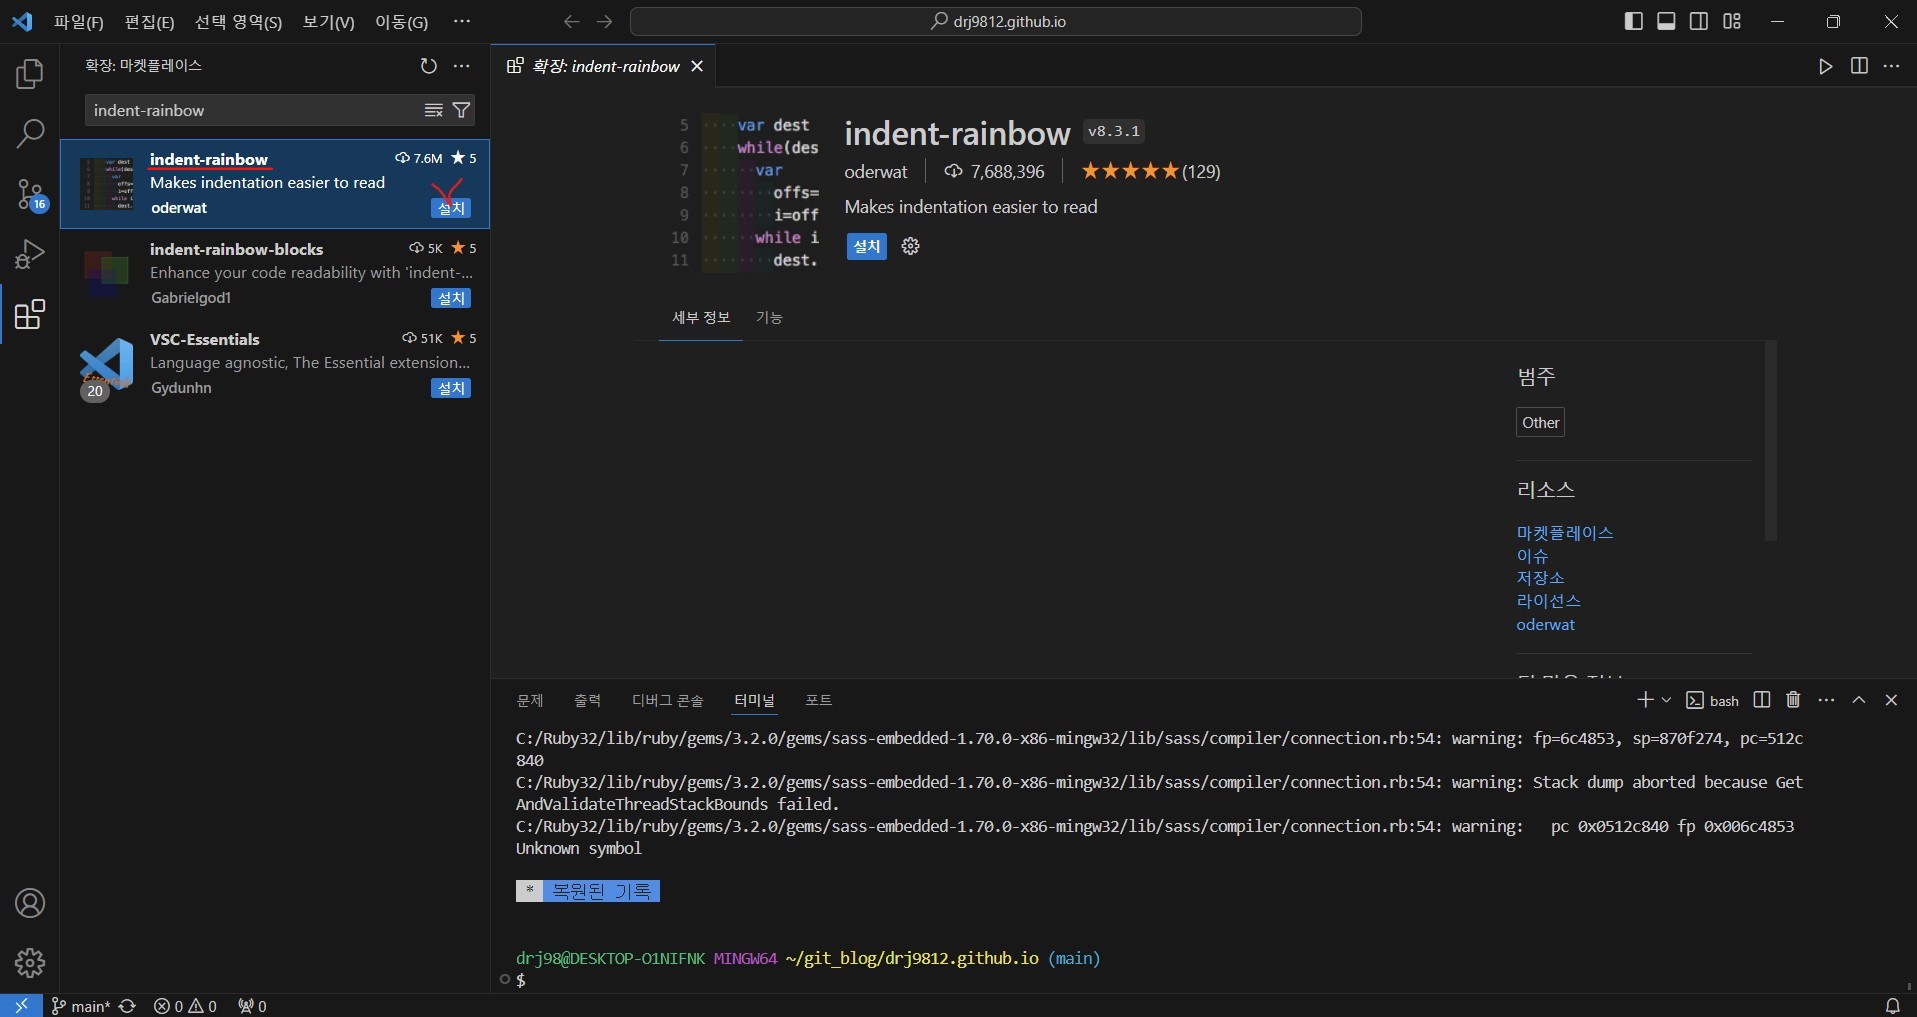 파일(F) 편집(E) 선택 영역(S) 보기(V) 이동(G) ···
drj9812.github.io
확장: 마켓플레이스
indent-rainbow
indent-rainbow 7.6M ★ 5
Makes indentation easier to read
oderwat 설치
indent-rainbow-blocks 5K ★ 5
Enhance your code readability with 'indent-...
Gabrielgod1 설치
VSC-Essentials 51K ★ 5
Language agnostic, The Essential extension...
Gydunhn 설치
20
16
확장: indent-rainbow
5 ····var dest
6 ····while(des
7 ······var
8 ········offs=
9 ········i=off
10 ······while i
11 ········dest.
indent-rainbow v8.3.1
oderwat 7,688,396 ★★★★★(129)
Makes indentation easier to read
설치
세부 정보 기능
범주
Other
리소스
마켓플레이스
이슈
저장소
라이선스
oderwat
문제 출력 디버그 콘솔 터미널 포트
bash
C:/Ruby32/lib/ruby/gems/3.2.0/gems/sass-embedded-1.70.0-x86-mingw32/lib/sass/compiler/connection.rb:54: warning: fp=6c4853, sp=870f274, pc=512c
840
C:/Ruby32/lib/ruby/gems/3.2.0/gems/sass-embedded-1.70.0-x86-mingw32/lib/sass/compiler/connection.rb:54: warning: Stack dump aborted because Get
AndValidateThreadStackBounds failed.
C:/Ruby32/lib/ruby/gems/3.2.0/gems/sass-embedded-1.70.0-x86-mingw32/lib/sass/compiler/connection.rb:54: warning:   pc 0x0512c840 fp 0x006c4853
Unknown symbol
* 복원된 기록
drj98@DESKTOP-O1NIFNK MINGW64 ~/git_blog/drj9812.github.io (main)
$
main* 0 0 0